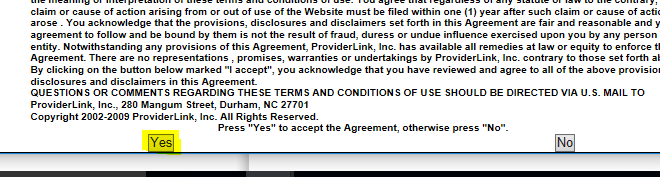 the meaning or interpretation of these terms and conditions of use. You agree that regardless of any statute or law to the contrary,
claim or cause of action arising from or out of use of the Website must be filed within one (1) year after such claim or cause of actio
arose . You acknowledge that the provisions, disclosures and disclaimers set forth in this Agreement are fair and reasonable and y
agreement to follow and be bound by them is not the result of fraud, duress or undue influence exercised upon you by any person
entity. Notwithstanding any provisions of this Agreement, ProviderLink, Inc. has available all remedies at law or equity to enforce t
Agreement. There are no representations , promises, warranties or undertakings by ProviderLink, Inc. contrary to those set forth a
By clicking on the button below marked "I accept", you acknowledge that you have reviewed and agree to all of the above provisio
disclosures and disclaimers in this Agreement.
QUESTIONS OR COMMENTS REGARDING THESE TERMS AND CONDITIONS OF USE SHOULD BE DIRECTED VIA U.S. MAIL TO
ProviderLink, Inc., 280 Mangum Street, Durham, NC 27701
Copyright 2002-2009 ProviderLink, Inc. All Rights Reserved.
Press "Yes" to accept the Agreement, otherwise press "No".
Yes No